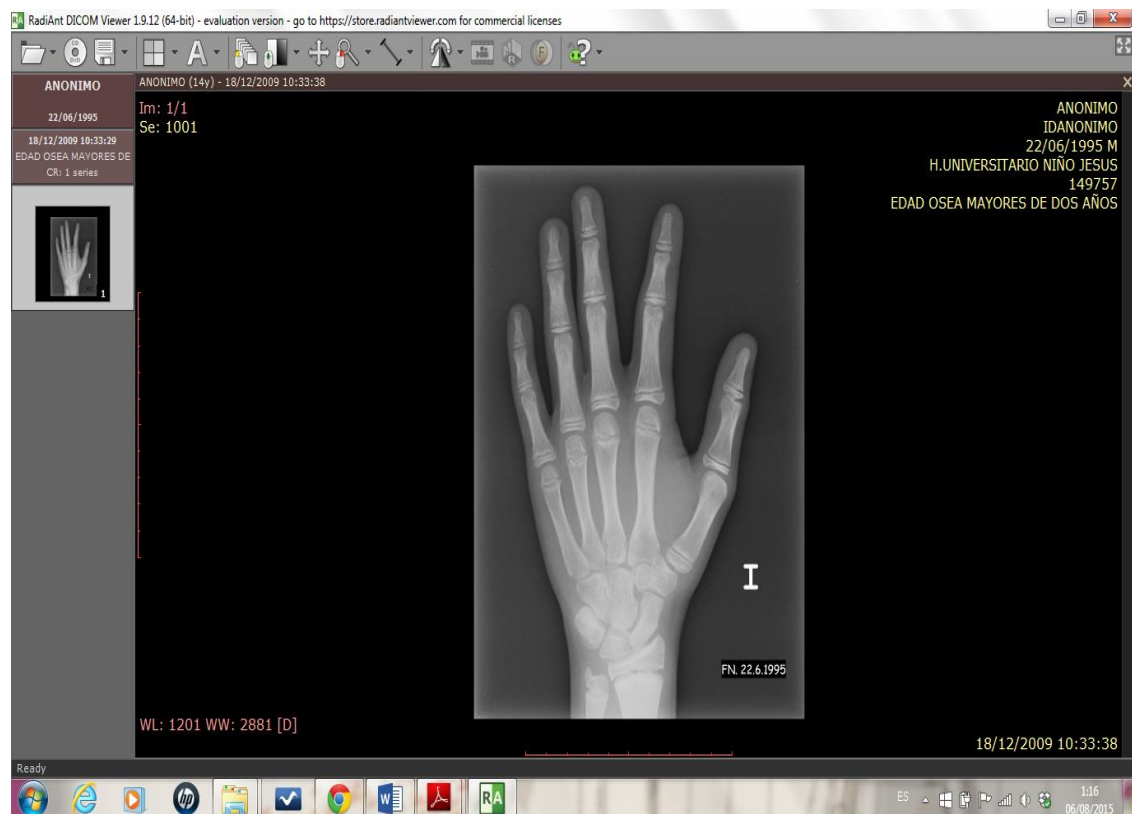 RadiAnt DICOM Viewer 1.9.12 (64-bit) - evaluation version - go to https://store.radiantviewer.com for commercial licenses
ANONIMO
22/06/1995
18/12/2009 10:33:29
EDAD OSEA MAYORES DE
CR: 1 series
1
ANONIMO (14y) - 18/12/2009 10:33:38
Im: 1/1
Se: 1001
ANONIMO
IDANONIMO
22/06/1995 M
H.UNIVERSITARIO NIÑO JESUS
149757
EDAD OSEA MAYORES DE DOS AÑOS
I
FN. 22.6.1995
WL: 1201 WW: 2881 [D]
18/12/2009 10:33:38
Ready
ES
1:16
06/08/2015